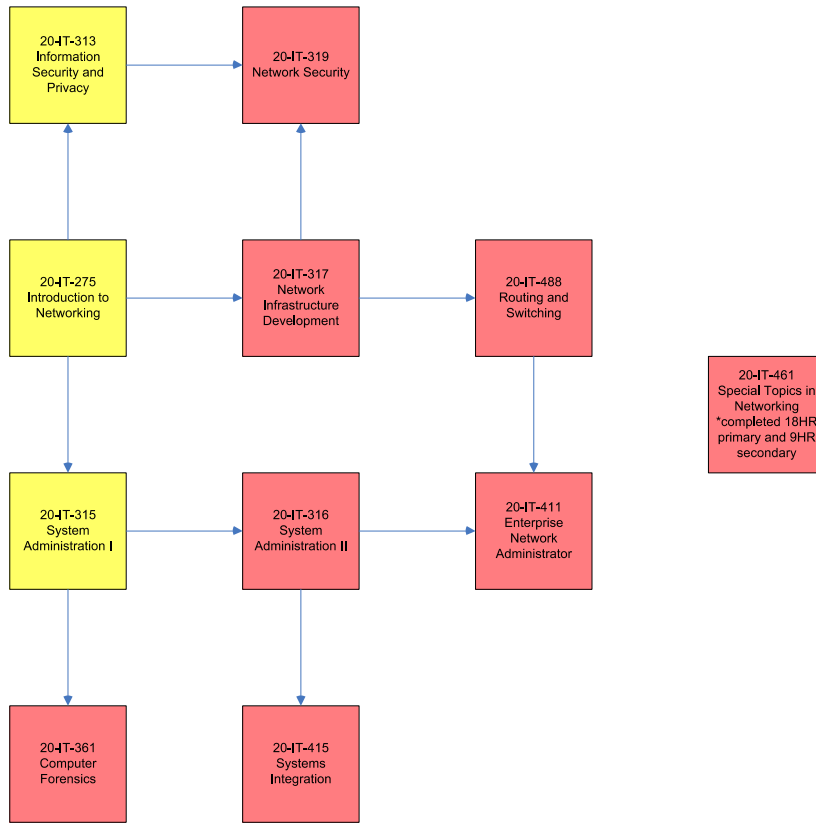 20-IT-313
Information
Security and
Privacy
20-IT-319
Network Security
20-IT-275
Introduction to
Networking
20-IT-317
Network
Infrastructure
Development
20-IT-488
Routing and
Switching
20-IT-461
Special Topics in
Networking
*completed 18HR
primary and 9HR
secondary
20-IT-315
System
Administration I
20-IT-316
System
Administration II
20-IT-411
Enterprise
Network
Administrator
20-IT-361
Computer
Forensics
20-IT-415
Systems
Integration